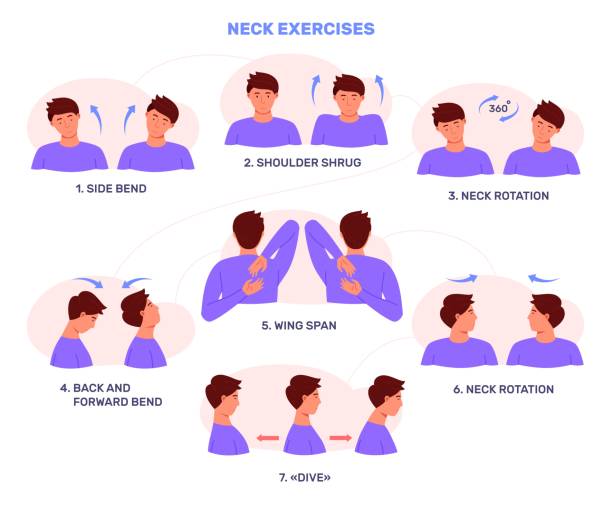 NECK EXERCISES
1. SIDE BEND
2. SHOULDER SHRUG
360°
3. NECK ROTATION
4. BACK AND
FORWARD BEND
5. WING SPAN
6. NECK ROTATION
7. «DIVE»